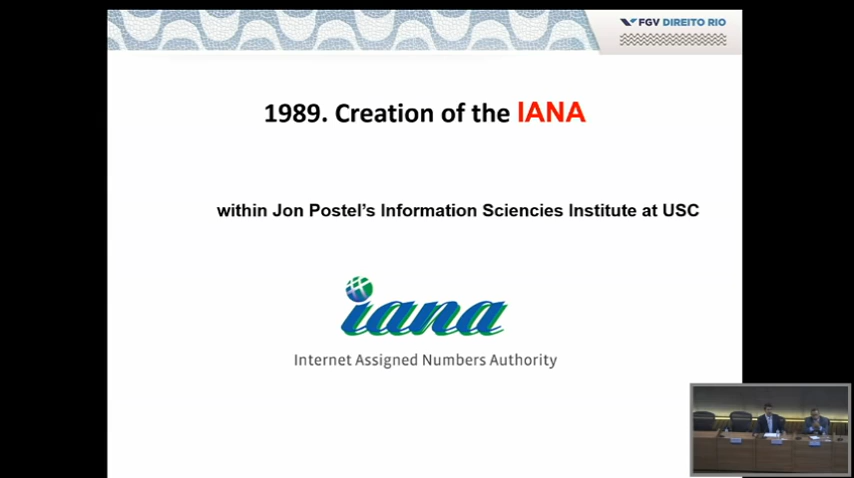 FGV DIREITO RIO
1989. Creation of the IANA
within Jon Postel's Information Sciencies Institute at USC
iana
Internet Assigned Numbers Authority